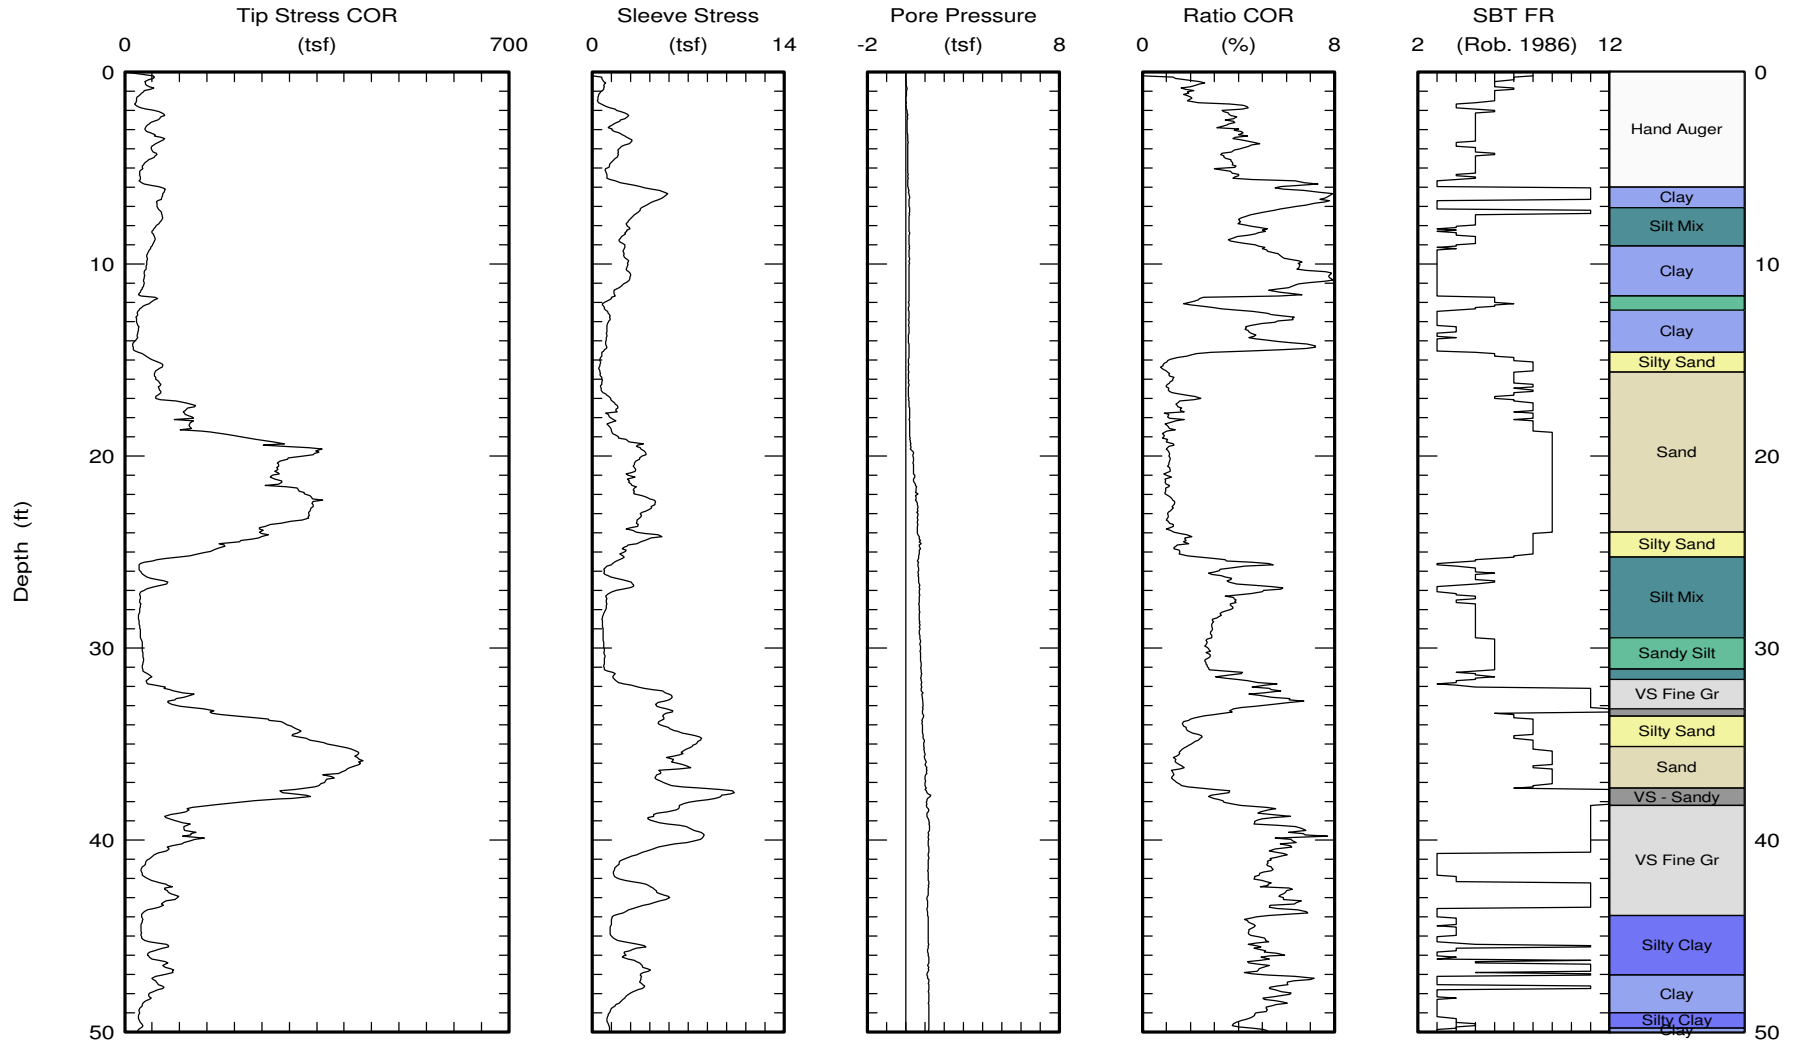 Tip Stress COR
Sleeve Stress
Pore Pressure
Ratio COR
SBT FR
0 (tsf) 700
0 (tsf) 14
-2 (tsf) 8
0 (%) 8
2 (Rob. 1986) 12
0
10
20
30
40
50
Depth (ft)
Hand Auger
Clay
Silt Mix
Clay
Clay
Silty Sand
Sand
Silty Sand
Silt Mix
Sandy Silt
VS Fine Gr
Silty Sand
Sand
VS - Sandy
VS Fine Gr
Silty Clay
Clay
Silty Clay
Clay
0
10
20
30
40
50